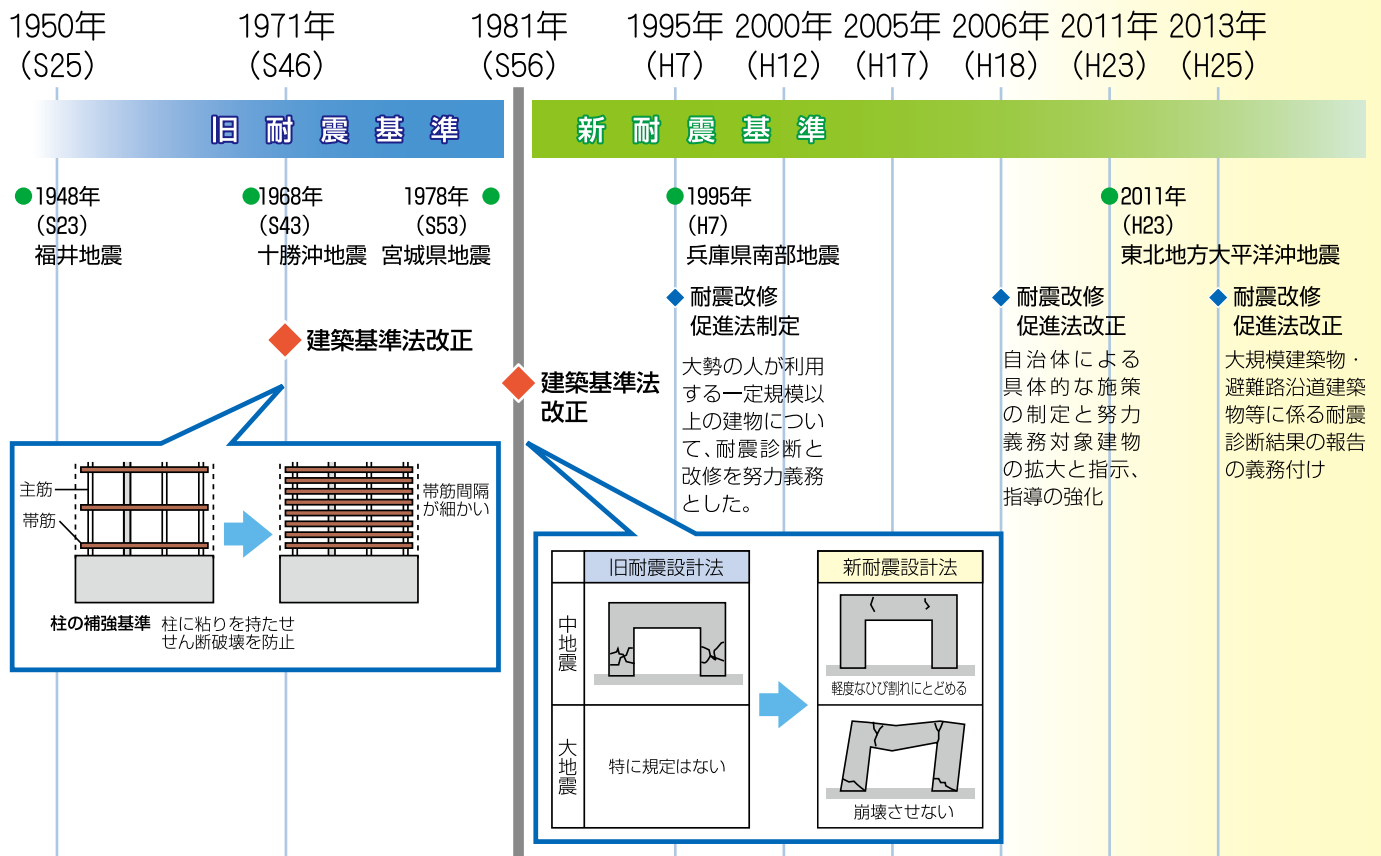 1950年
(S25)
1971年
(S46)
1981年
(S56)
1995年
(H7)
2000年
(H12)
2005年
(H17)
2006年
(H18)
2011年
(H23)
2013年
(H25)
旧耐震基準
新耐震基準
1948年
(S23)
福井地震
1968年
(S43)
十勝沖地震
1978年
(S53)
宮城県地震
1995年
(H7)
兵庫県南部地震
2011年
(H23)
東北地方大平洋沖地震
耐震改修
促進法制定
大勢の人が利用
する一定規模以
上の建物につい
て、耐震診断と
改修を努力義務
とした。
耐震改修
促進法改正
自治体による
具体的な施策
の制定と努力
義務対象建物
の拡大と指示、
指導の強化
耐震改修
促進法改正
大規模建築物・
避難路沿道建築
物等に係る耐震
診断結果の報告
の義務付け
建築基準法改正
建築基準法
改正
主筋
帯筋
帯筋間隔
が細かい
柱の補強基準
柱に粘りを持たせ
せん断破壊を防止
旧耐震設計法
新耐震設計法
中地震
軽度なひび割れにとどめる
大地震
特に規定はない
崩壊させない